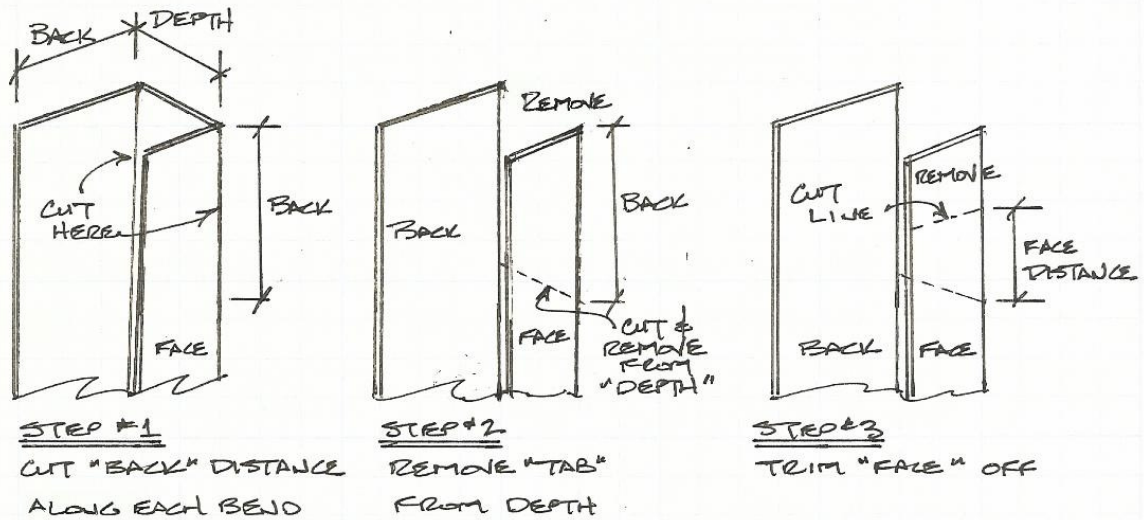 BACK
DEPTH
CUT
HERE
BACK
FACE
STEP #1
CUT "BACK" DISTANCE
ALONG EACH BEND
REMOVE
BACK
BACK
FACE
CUT &
REMOVE
FROM
"DEPTH"
STEP #2
REMOVE "TAB"
FROM DEPTH
REMOVE
CUT
LINE
FACE
DISTANCE
BACK
FACE
STEP #3
TRIM "FACE" OFF